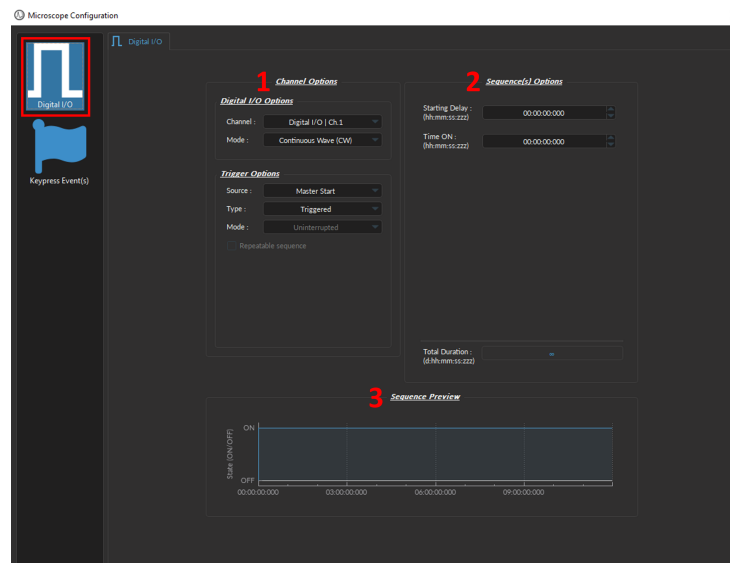 Microscope Configuration
Digital I/O
Keypress Event(s)
Digital I/O
1 Channel Options
Digital I/O Options
Channel : Digital I/O | Ch.1
Mode : Continuous Wave (CW)
Trigger Options
Source : Master Start
Type : Triggered
Mode : Uninterrupted
Repeatable sequence
2 Sequence(s) Options
Starting Delay : 00:00:00:000
(hh:mm:ss:zzz)
Time ON : 00:00:00:000
(hh:mm:ss:zzz)
Total Duration : ∞
(d:hh:mm:ss:zzz)
3 Sequence Preview
State (ON/OFF)
ON
OFF
00:00:00:000 03:00:00:000 06:00:00:000 09:00:00:000